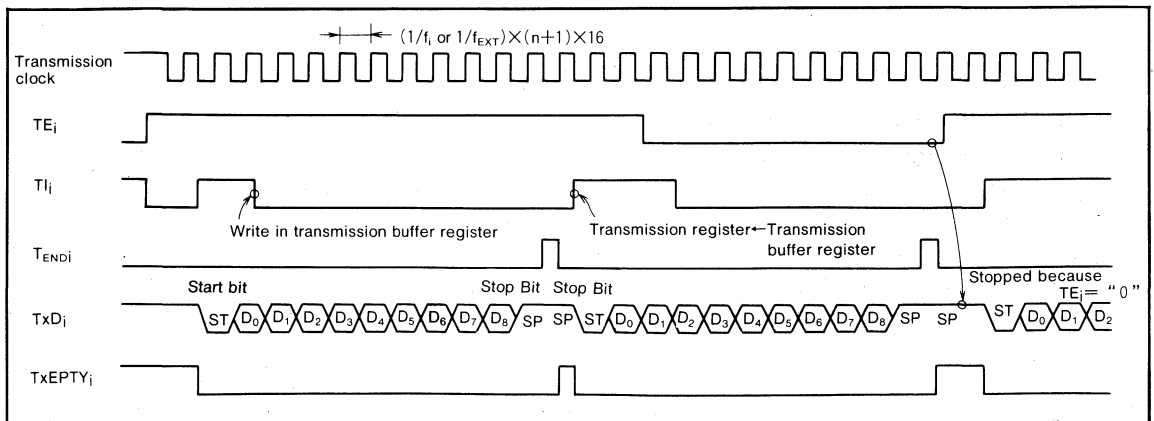 (1/fi or 1/fEXT)×(n+1)×16
Transmission
clock
TEi
TIi
Write in transmission buffer register
Transmission register←Transmission
buffer register
TENDi
Start bit
Stop Bit
Stop Bit
Stopped because
TEi= "0"
TxDi
ST D0 D1 D2 D3 D4 D5 D6 D7 D8 SP SP ST D0 D1 D2 D3 D4 D5 D6 D7 D8 SP SP ST D0 D1 D2
TxEPTYi